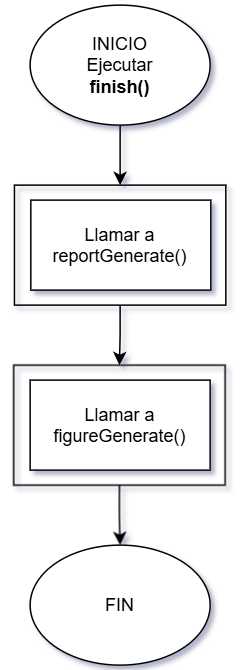 INICIO
Ejecutar
finish()
Llamar a
reportGenerate()
Llamar a
figureGenerate()
FIN